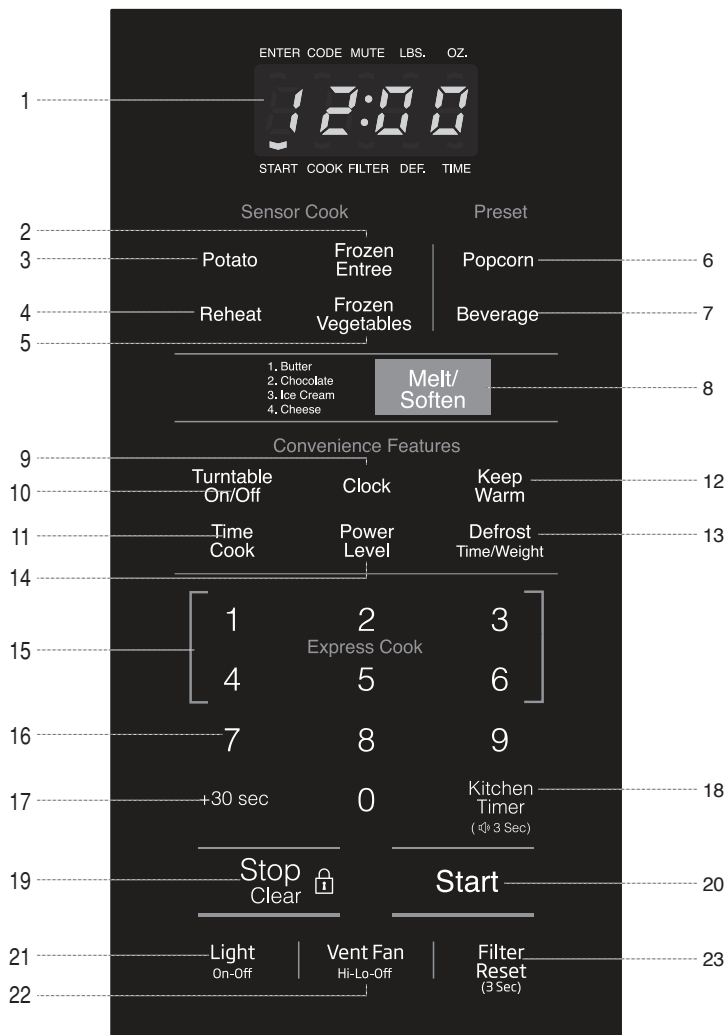 ENTER CODE MUTE LBS. OZ.
1
12:00
START COOK FILTER DEF. TIME
Sensor Cook Preset
2
3 Potato Frozen Entree Popcorn 6
4 Reheat Frozen Vegetables Beverage 7
5
1. Butter
2. Chocolate
3. Ice Cream
4. Cheese
Melt/
Soften
8
Convenience Features
9
Turntable
On/Off
10
Clock
Keep
Warm
12
11
Time
Cook
Power
Level
Defrost
Time/Weight
13
14
1 2 3
15 Express Cook
4 5 6
16 7 8 9
17 +30 sec 0
Kitchen
Timer
(3 Sec)
18
19
Stop
Clear
Start 20
21
Light
On-Off
Vent Fan
Hi-Lo-Off
Filter
Reset
(3 Sec)
23
22